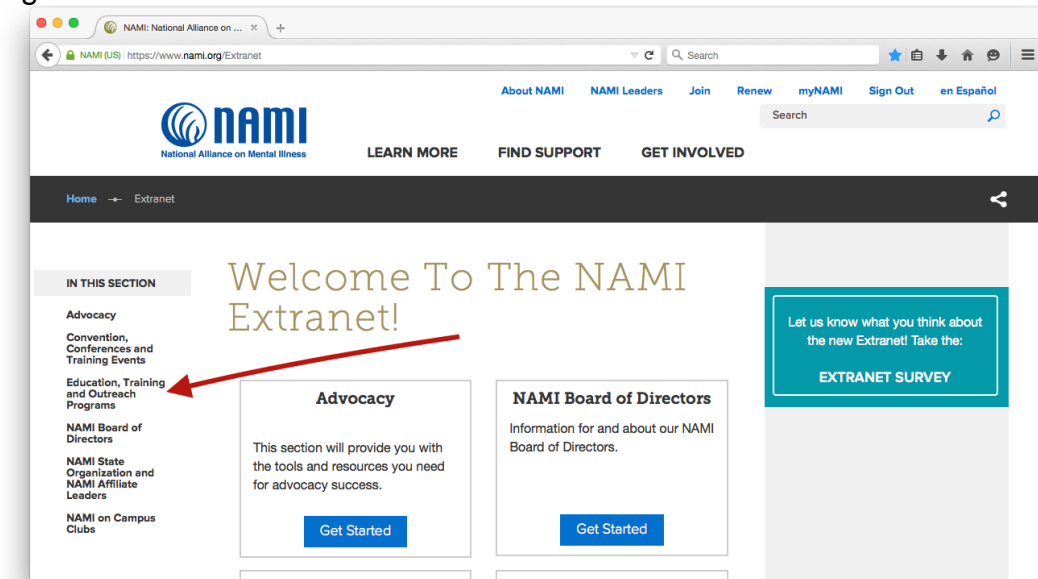 NAMI: National Alliance on ...
NAMI (US) https://www.nami.org/Extranet
Search
About NAMI NAMI Leaders Join Renew myNAMI Sign Out en Español
Search
nami
National Alliance on Mental Illness
LEARN MORE FIND SUPPORT GET INVOLVED
Home Extranet
IN THIS SECTION
Advocacy
Convention,
Conferences and
Training Events
Education, Training
and Outreach
Programs
NAMI Board of
Directors
NAMI State
Organization and
NAMI Affiliate
Leaders
NAMI on Campus
Clubs
Welcome To The NAMI
Extranet!
Advocacy
This section will provide you with
the tools and resources you need
for advocacy success.
Get Started
NAMI Board of Directors
Information for and about our NAMI
Board of Directors.
Get Started
Let us know what you think about
the new Extranet! Take the:
EXTRANET SURVEY